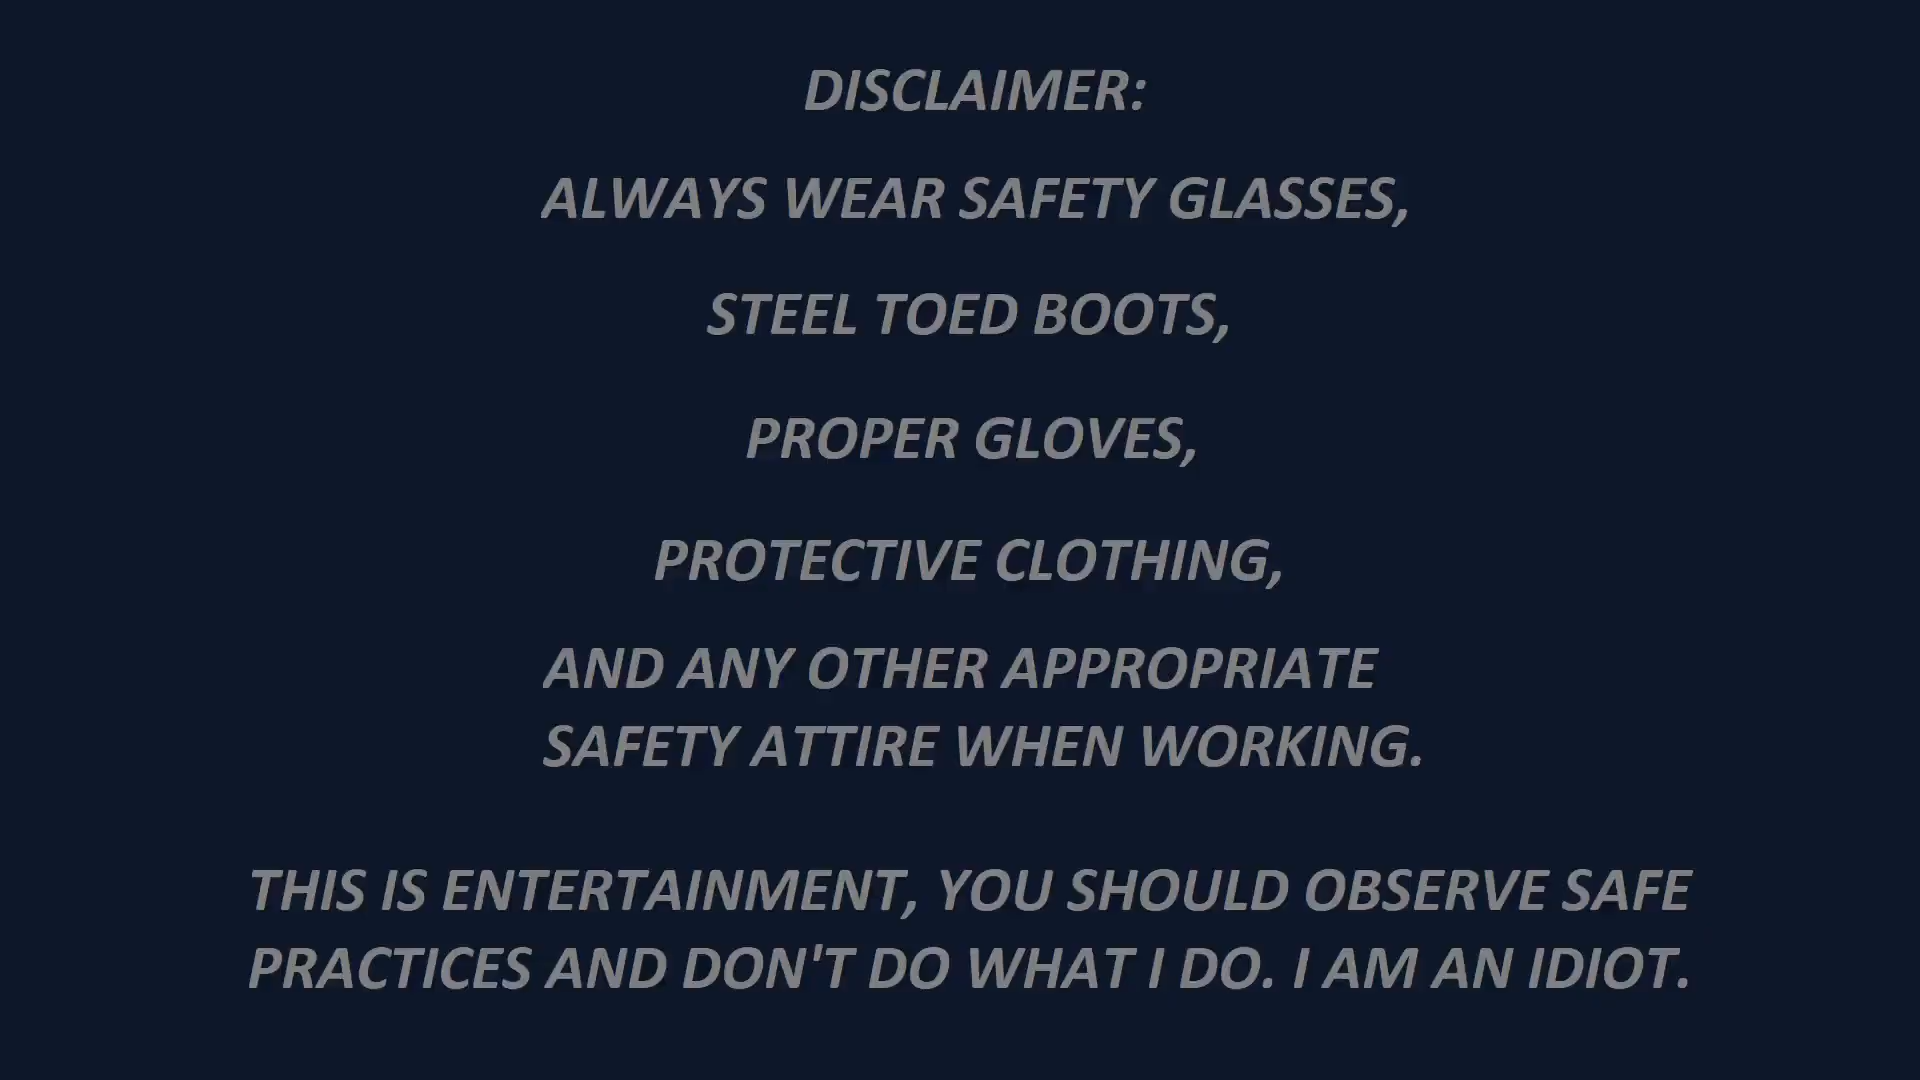 DISCLAIMER:
ALWAYS WEAR SAFETY GLASSES,
STEEL TOED BOOTS,
PROPER GLOVES,
PROTECTIVE CLOTHING,
AND ANY OTHER APPROPRIATE
SAFETY ATTIRE WHEN WORKING.
THIS IS ENTERTAINMENT, YOU SHOULD OBSERVE SAFE
PRACTICES AND DON'T DO WHAT I DO. I AM AN IDIOT.